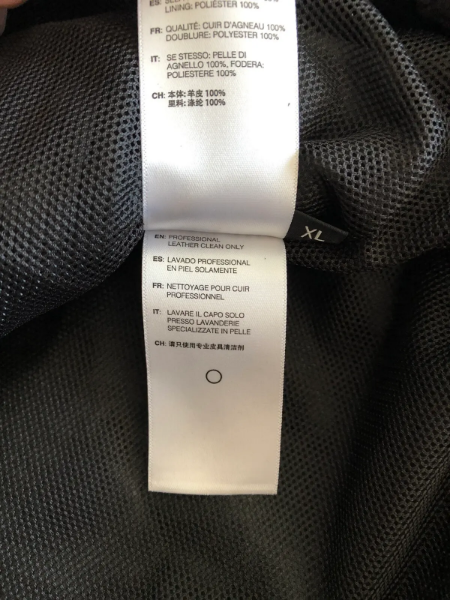 ES:
LINING: POLIÉSTER 100%
FR: QUALITÉ: CUIR D'AGNEAU 100%
DOUBLURE: POLYESTER 100%
IT: SE STESSO: PELLE DI
AGNELLO 100%, FODERA:
POLIESTERE 100%
CH: 本体: 羊皮 100%
里料: 涤纶 100%
XL
EN: PROFESSIONAL
LEATHER CLEAN ONLY
ES: LAVADO PROFESSIONAL
EN PIEL SOLAMENTE
FR: NETTOYAGE POUR CUIR
PROFESSIONNEL
IT: LAVARE IL CAPO SOLO
PRESSO LAVANDERIE
SPECIALIZZATE IN PELLE
CH: 请只使用专业皮具清洁剂